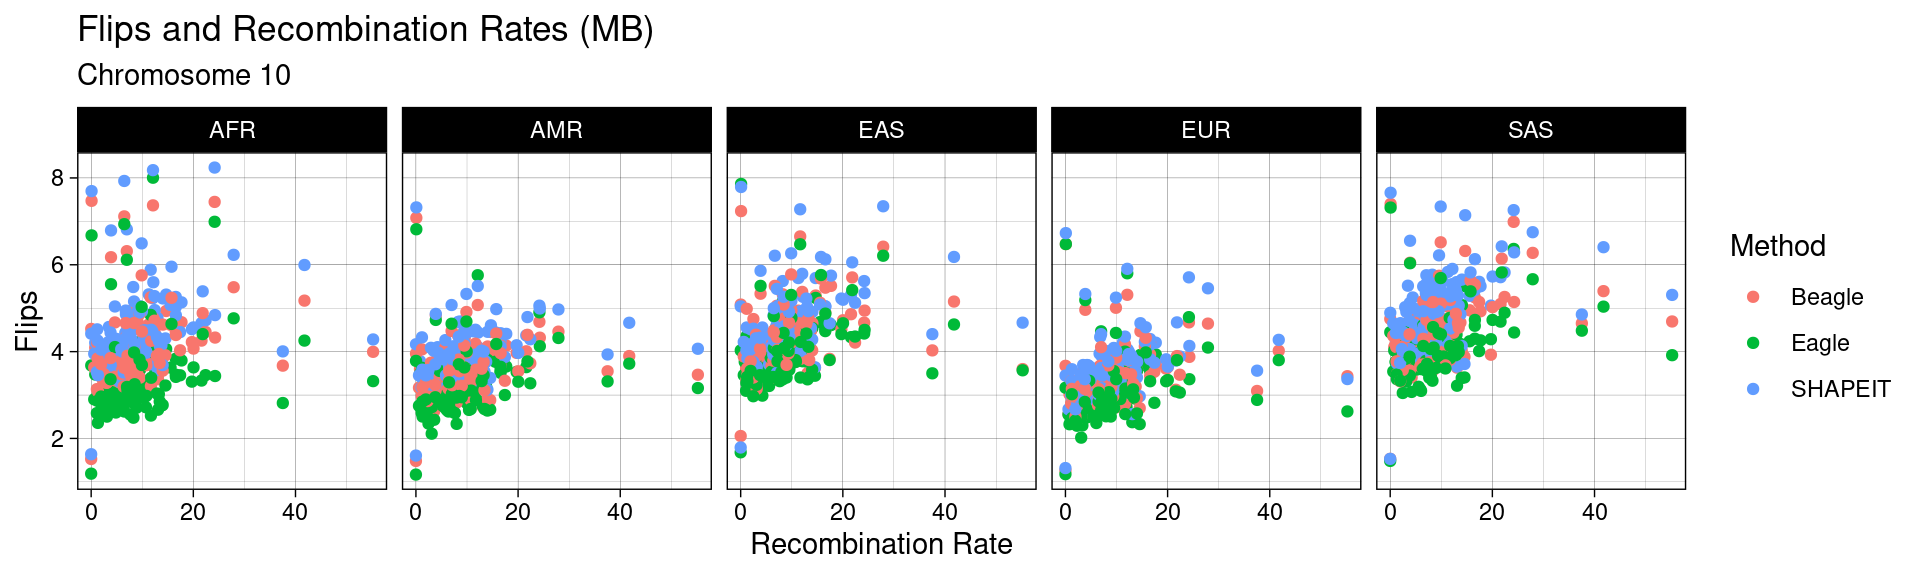 Flips and Recombination Rates (MB)
Chromosome 10
AFR AMR EAS EUR SAS
8
6
4
2
Flips
0 20 40 0 20 40 0 20 40 0 20 40 0 20 40
Recombination Rate
Method
Beagle
Eagle
SHAPEIT